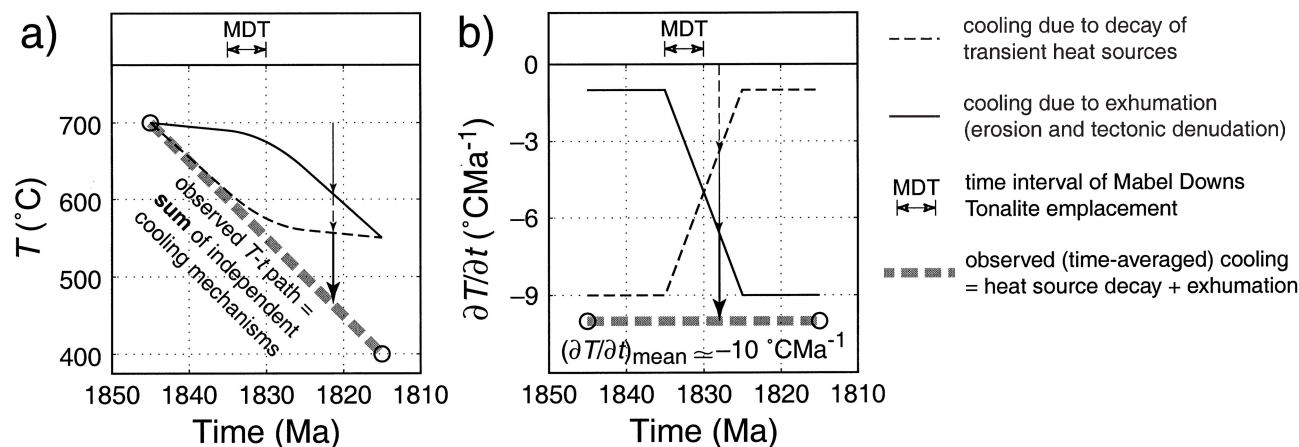 a)
MDT
700
600
500
400
T (°C)
1850 1840 1830 1820 1810
Time (Ma)
observed T-t path =
sum of independent
cooling mechanisms
b)
MDT
0
−3
−6
−9
∂T/∂t (°CMa-1)
(∂T/∂t)mean ≃ −10 °CMa-1
1850 1840 1830 1820 1810
Time (Ma)
cooling due to decay of
transient heat sources
cooling due to exhumation
(erosion and tectonic denudation)
MDT
time interval of Mabel Downs
Tonalite emplacement
observed (time-averaged) cooling
= heat source decay + exhumation